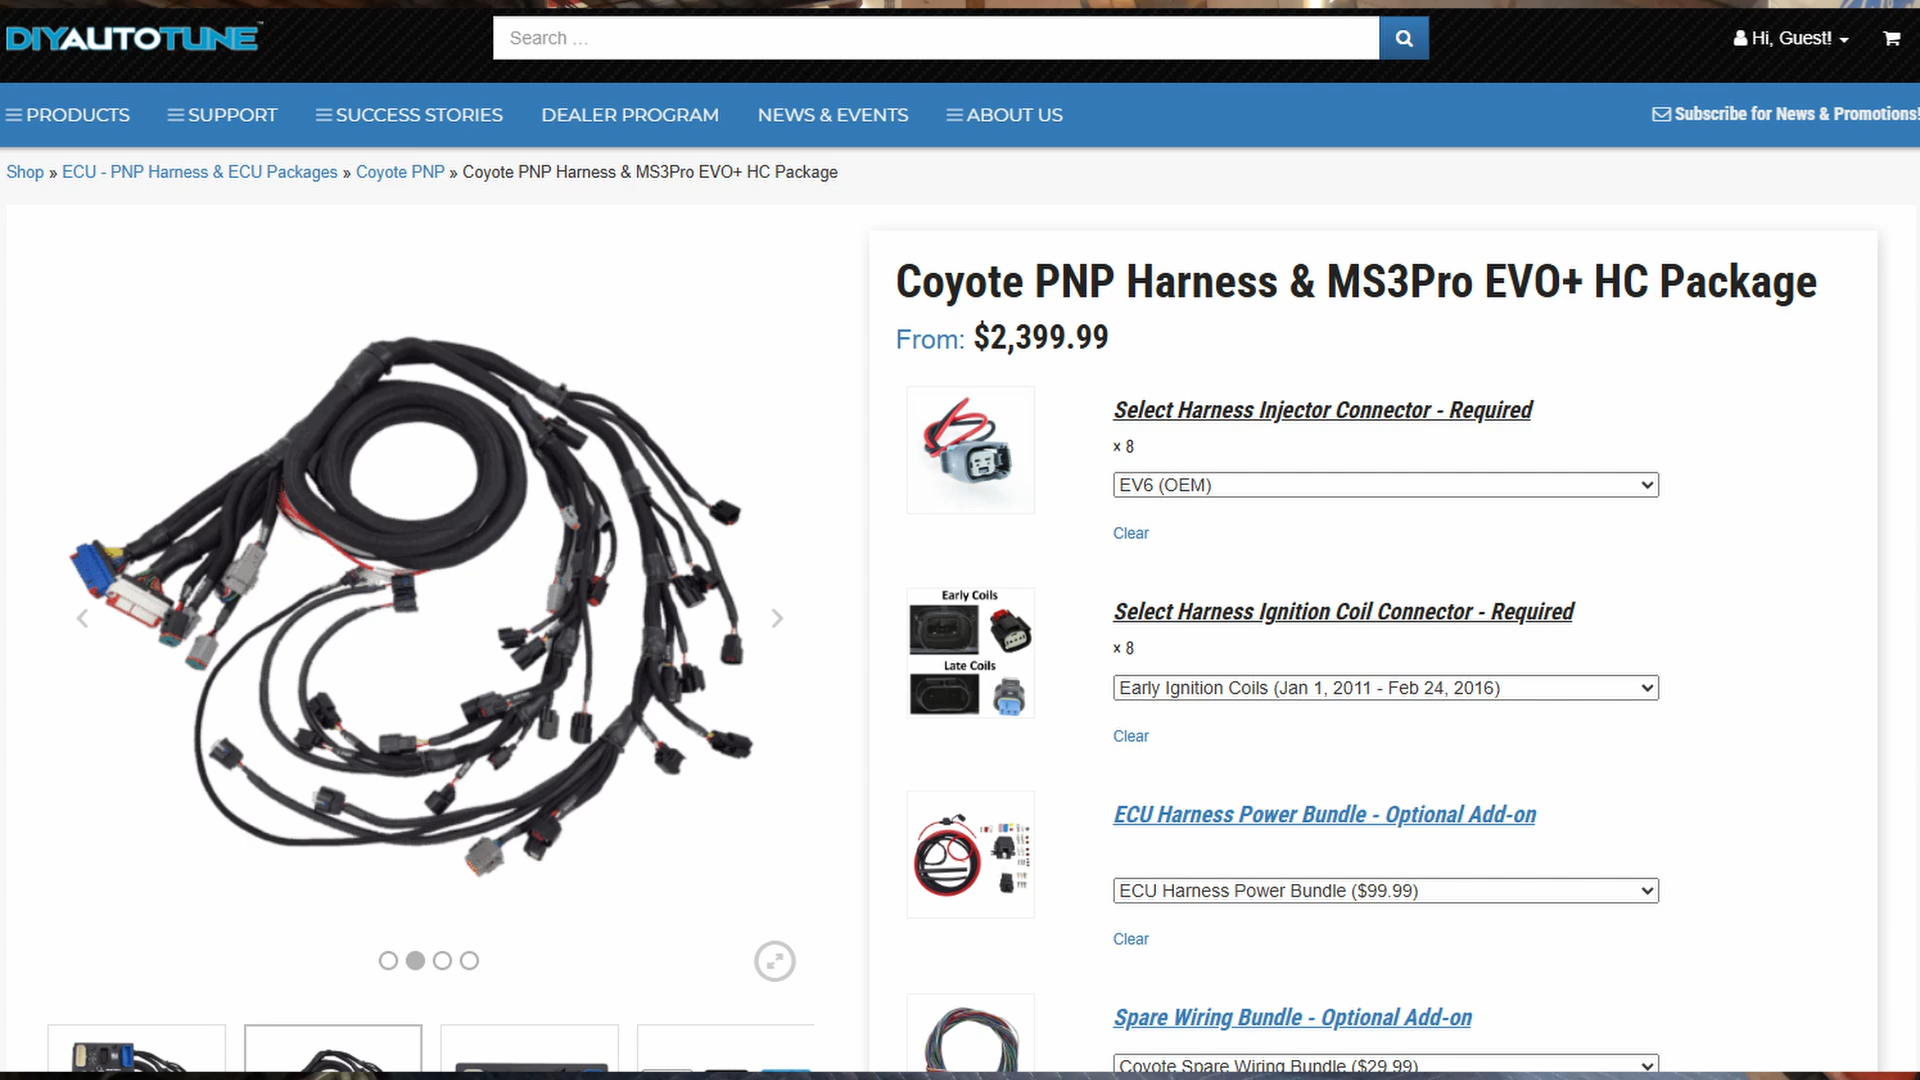 DIYAUTOTUNE™
Search ...
Hi, Guest!
PRODUCTS
SUPPORT
SUCCESS STORIES
DEALER PROGRAM
NEWS & EVENTS
ABOUT US
Subscribe for News & Promotions!
Shop » ECU - PNP Harness & ECU Packages » Coyote PNP » Coyote PNP Harness & MS3Pro EVO+ HC Package
Coyote PNP Harness & MS3Pro EVO+ HC Package
From: $2,399.99
Select Harness Injector Connector - Required
x 8
EV6 (OEM)
Clear
Early Coils
Late Coils
Select Harness Ignition Coil Connector - Required
x 8
Early Ignition Coils (Jan 1, 2011 - Feb 24, 2016)
Clear
ECU Harness Power Bundle - Optional Add-on
ECU Harness Power Bundle ($99.99)
Clear
Spare Wiring Bundle - Optional Add-on
Coyote Spare Wiring Bundle ($29.99)